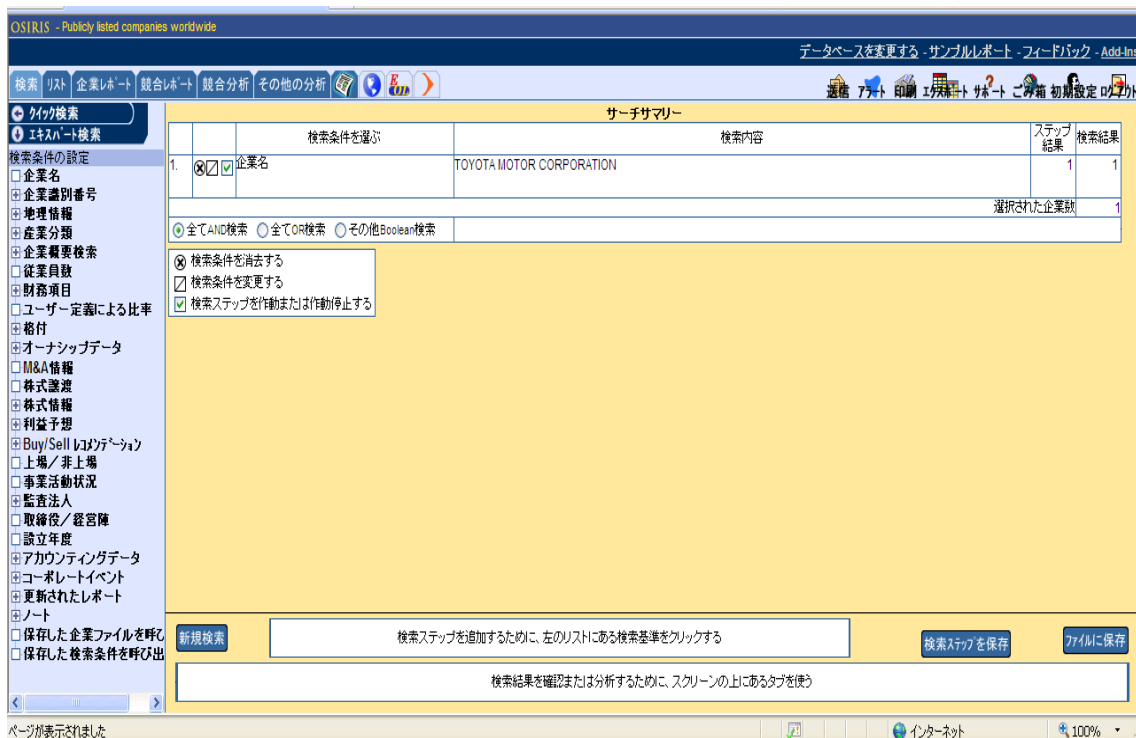 OSIRIS - Publicly listed companies worldwide
データベースを変更する - サンプルレポート - フィードバック - Add-Ins
検索 リスト 企業レポート 競合レポート 競合分析 その他の分析
送信 アラート 印刷 エクスポート サポート ごみ箱 初期設定 ログアウト
クイック検索
エキスパート検索
検索条件の設定
企業名
企業識別番号
地理情報
産業分類
企業概要検索
従業員数
財務項目
ユーザー定義による比率
格付
オーナシップデータ
M&A情報
株式譲渡
株式情報
利益予想
Buy/Sell レコメンデーション
上場/非上場
事業活動状況
監査法人
取締役/経営陣
設立年度
アカウンティングデータ
コーポレートイベント
更新されたレポート
ノート
保存した企業ファイルを呼び
保存した検索条件を呼び出
サーチサマリー
検索条件を選ぶ 検索内容 ステップ結果 検索結果
1. 企業名 TOYOTA MOTOR CORPORATION 1 1
選択された企業数 1
全てAND検索 全てOR検索 その他Boolean検索
検索条件を消去する
検索条件を変更する
検索ステップを作動または作動停止する
新規検索 検索ステップを追加するために、左のリストにある検索基準をクリックする 検索ステップを保存 ファイルに保存
検索結果を確認または分析するために、スクリーンの上にあるタブを使う
ページが表示されました インターネット 100%